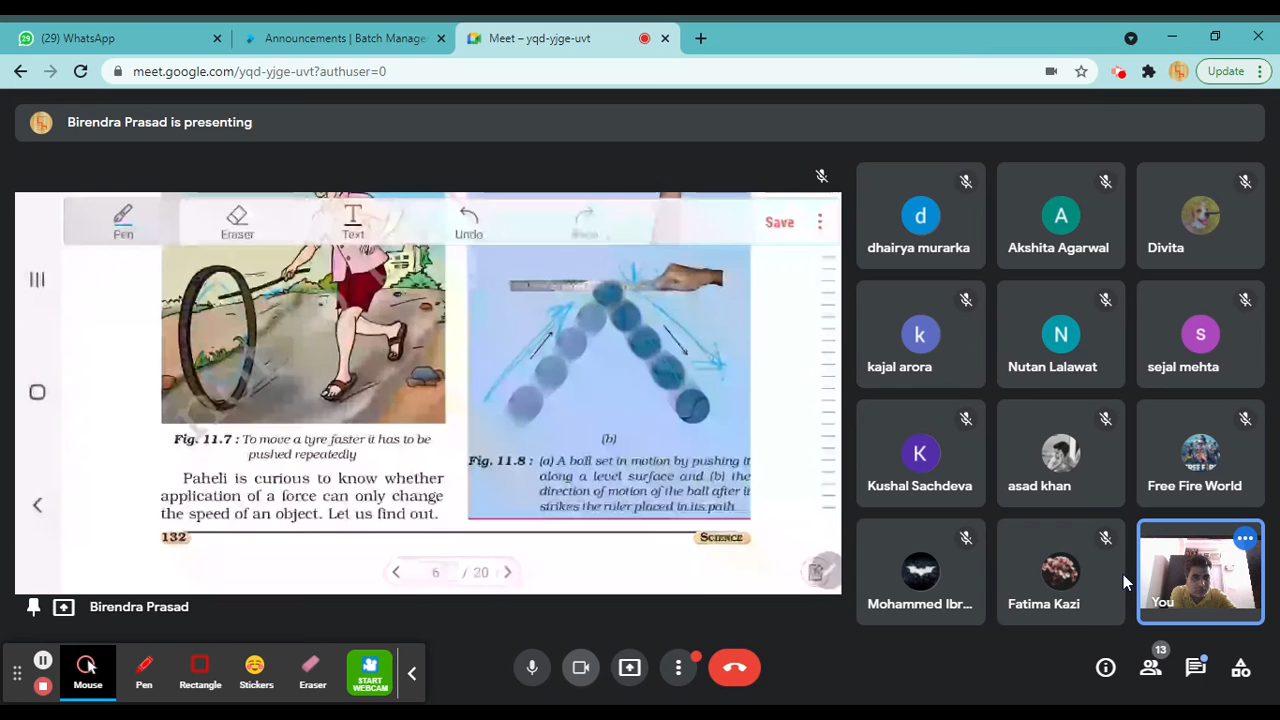 (29) WhatsApp
Announcements | Batch Manage
Meet – yqd-yjge-uvt
meet.google.com/yqd-yjge-uvt?authuser=0
Update
Birendra Prasad is presenting
Pen
Eraser
Text
Undo
Save
Fig. 11.7 : To move a tyre faster it has to be
pushed repeatedly
Paheli is curious to know whether
application of a force can only change
the speed of an object. Let us find out.
132
(b)
Fig. 11.8 : (a) A ball set in motion by pushing it
along a level surface and (b) the
direction of motion of the ball after it
strikes the ruler placed in its path
SCIENCE
6 / 20
Birendra Prasad
dhairya murarka
Akshita Agarwal
Divita
kajal arora
Nutan Lalawat
sejal mehta
Kushal Sachdeva
asad khan
Free Fire World
Mohammed Ibr...
Fatima Kazi
You
d
A
k
N
s
K
29
13
Mouse
Pen
Rectangle
Stickers
Eraser
START
WEBCAM